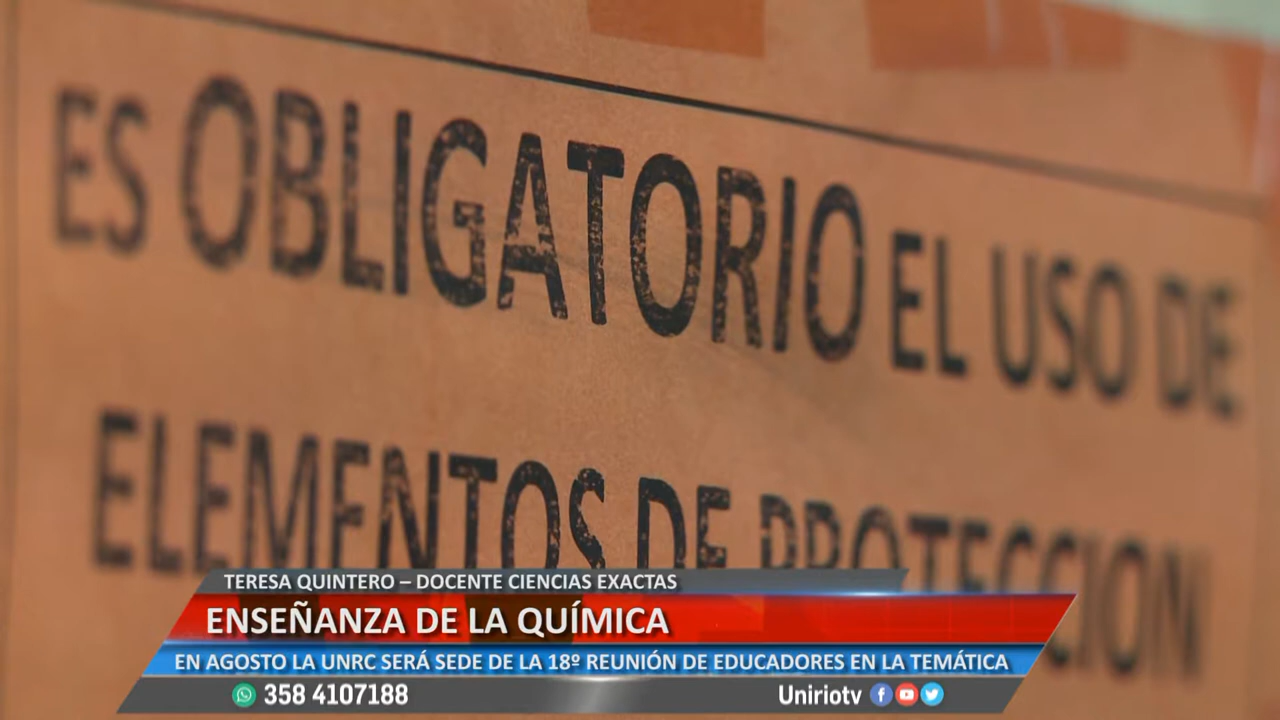 ES OBLIGATORIO EL USO DE
ELEMENTOS DE PROTECCION
TERESA QUINTERO – DOCENTE CIENCIAS EXACTAS
ENSEÑANZA DE LA QUÍMICA
EN AGOSTO LA UNRC SERÁ SEDE DE LA 18º REUNIÓN DE EDUCADORES EN LA TEMÁTICA
358 4107188
Uniriotv